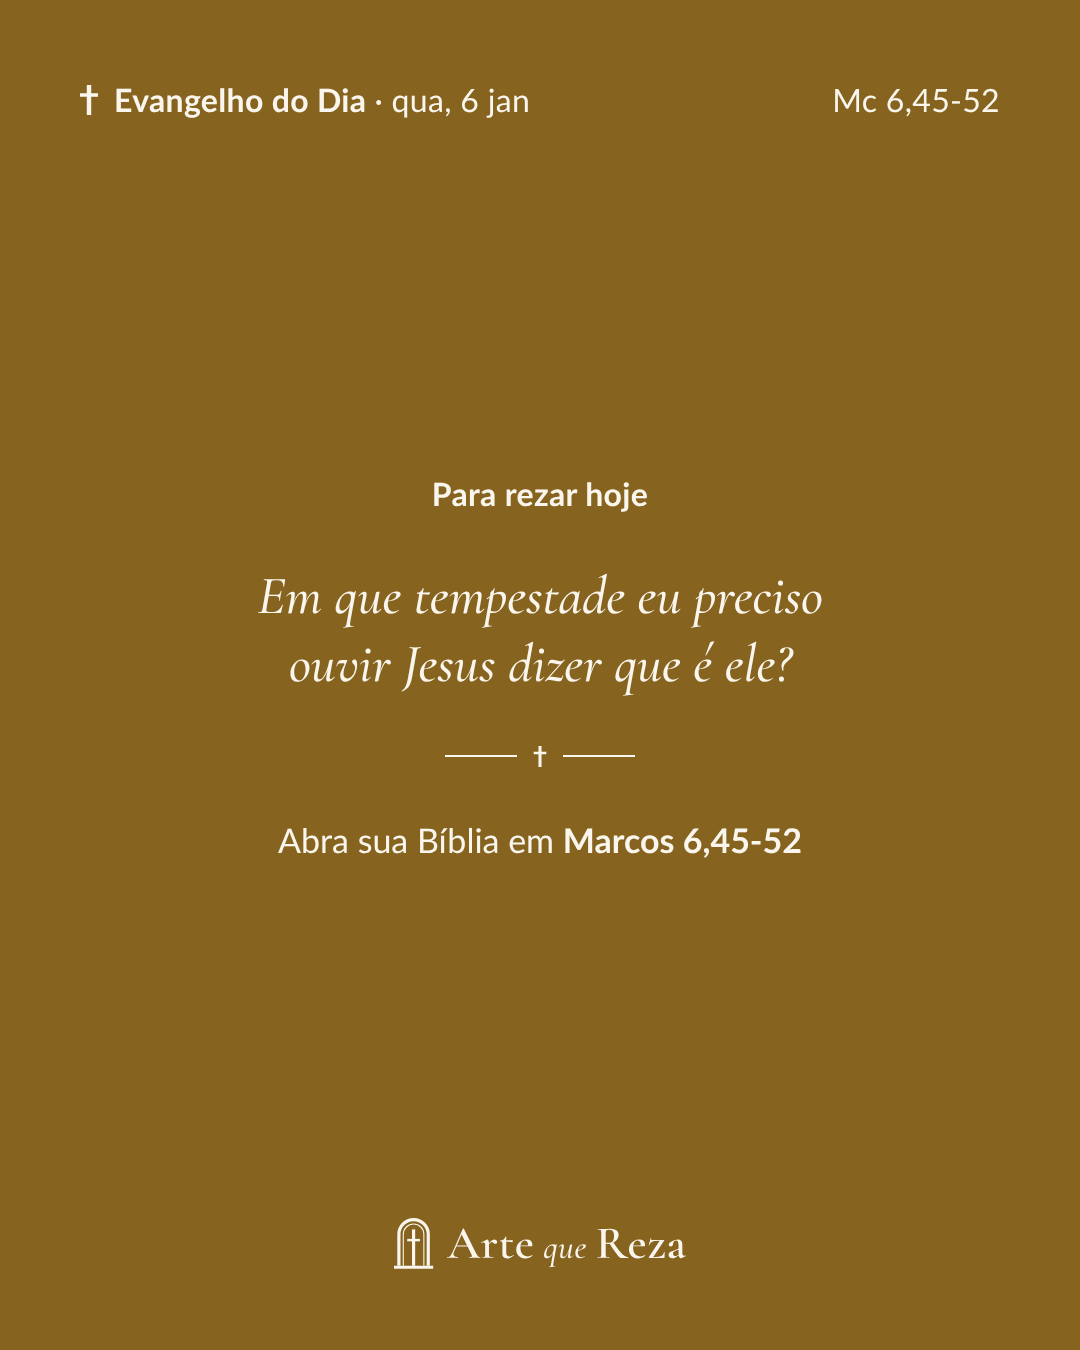 † Evangelho do Dia · qua, 6 jan
Mc 6,45-52
Para rezar hoje
Em que tempestade eu preciso
ouvir Jesus dizer que é ele?
†
Abra sua Bíblia em Marcos 6,45-52
Arte que Reza